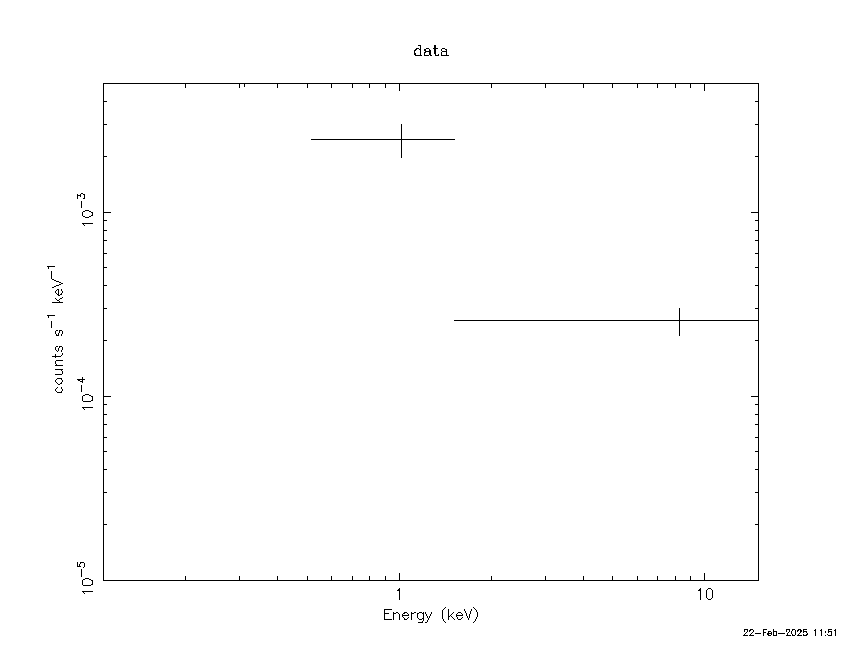 data
10⁻³
10⁻⁴
10⁻⁵
counts s⁻¹ keV⁻¹
1
10
Energy (keV)
22-Feb-2025 11:51